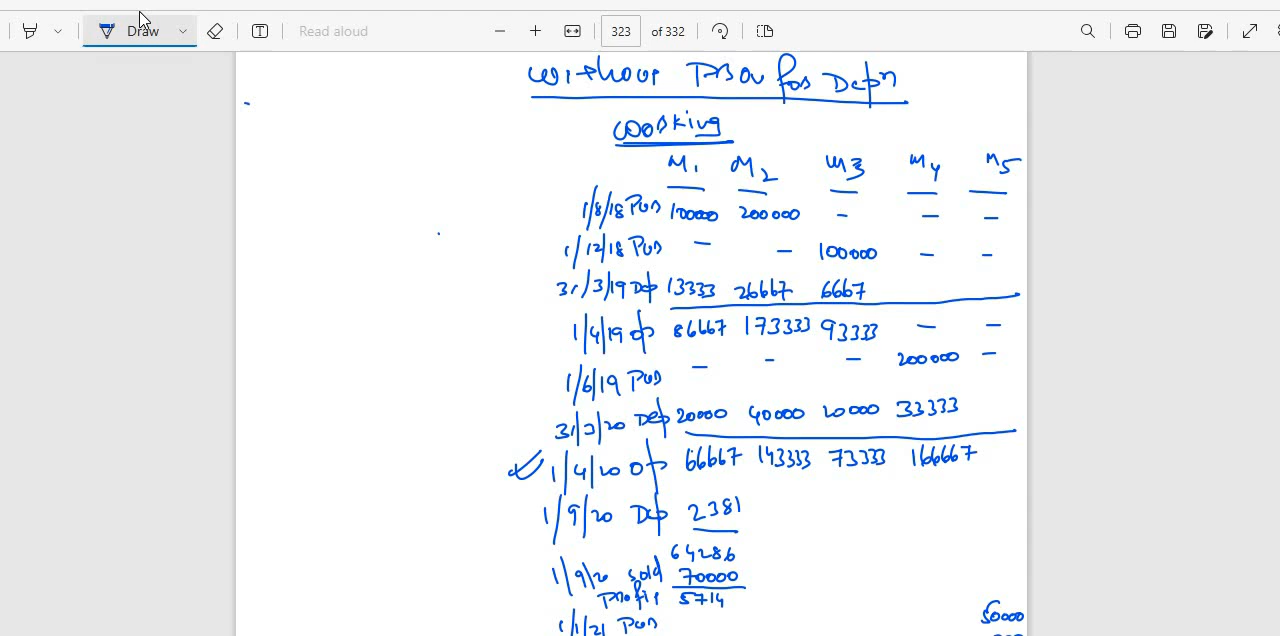 Draw
Read aloud
323 of 332
without Prov for Depn
working
M1 M2 M3 M4 M5
1/8/18 Pur 100000 200000 - - -
1/12/18 Pur - - 100000 - -
31/3/19 Dep 13333 26667 6667
1/4/19 Op 86667 173333 93333 - -
1/6/19 Pur - - - 200000 -
31/3/20 Dep 20000 40000 20000 33333
1/4/20 Op 66667 143333 73333 166667
1/9/20 Dep 2381
64286
1/9/20 sold 70000
Profit 5714
1/1/21 Pur
50000